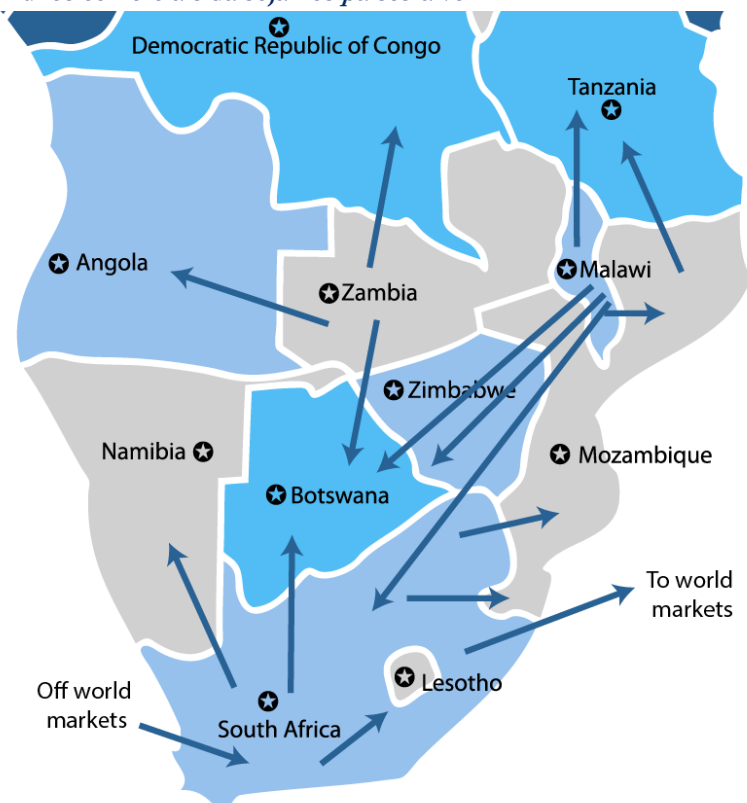 Democratic Republic of Congo
Tanzania
Angola
Malawi
Zambia
Zimbabwe
Namibia
Mozambique
Botswana
To world
markets
Off world
markets
Lesotho
South Africa